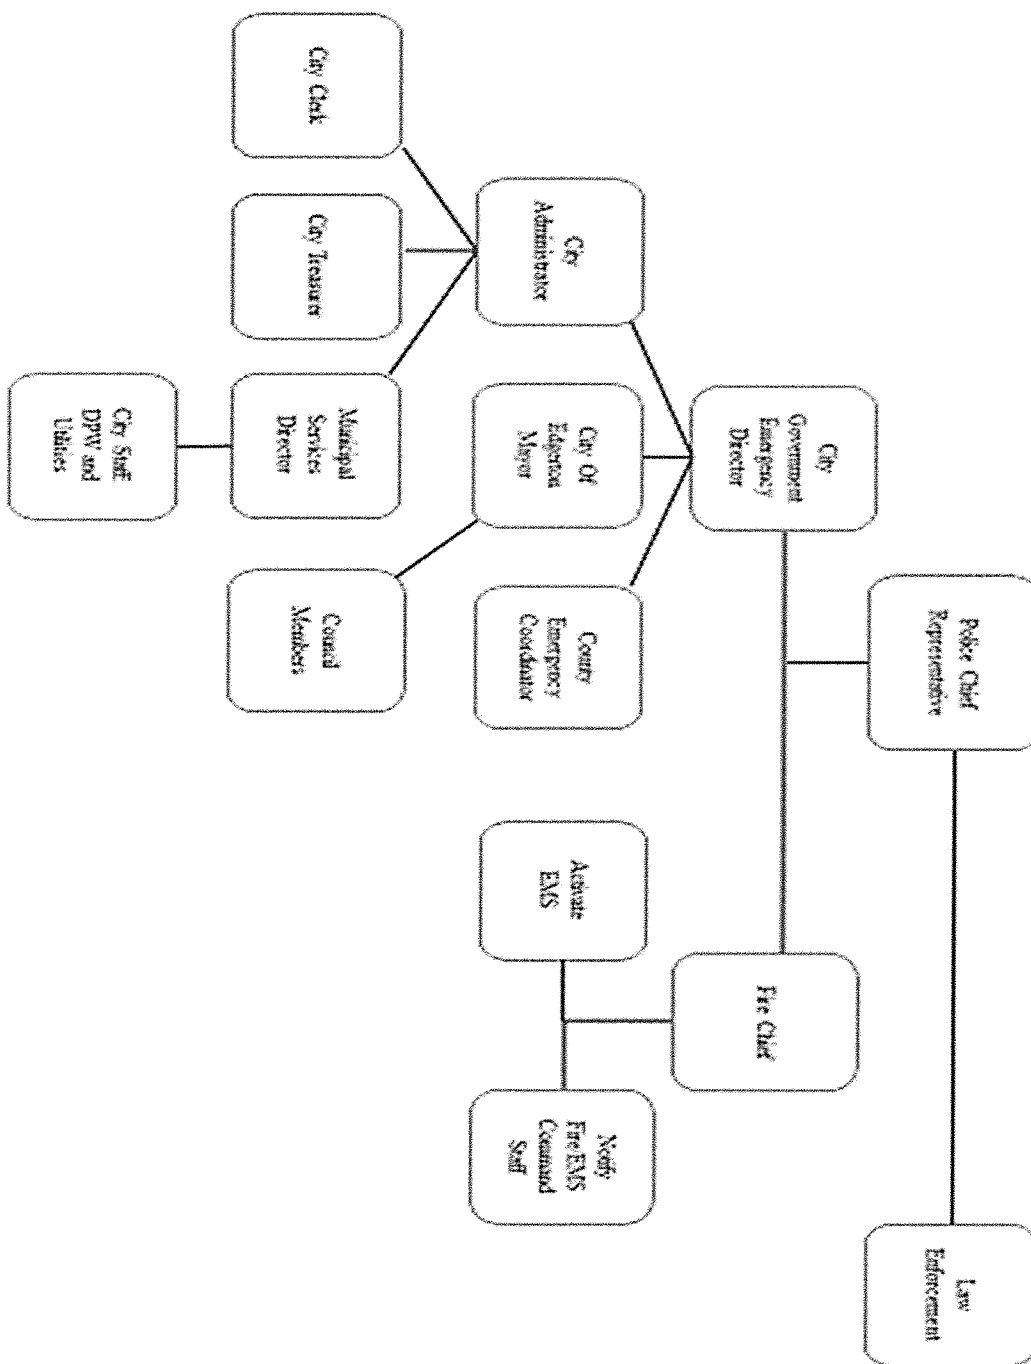 Police Chief
Representative
Law
Enforcement
City
Government
Emergency
Director
Fire Chief
City
Administrator
City Of
Edgerton
Mayor
County
Emergency
Coordinator
Activate
EMS
Notify
Fire/EMS
Command
Staff
City Clerk
City Treasurer
Municipal
Services
Director
Council
Members
City Staff
DPW and
Utilities